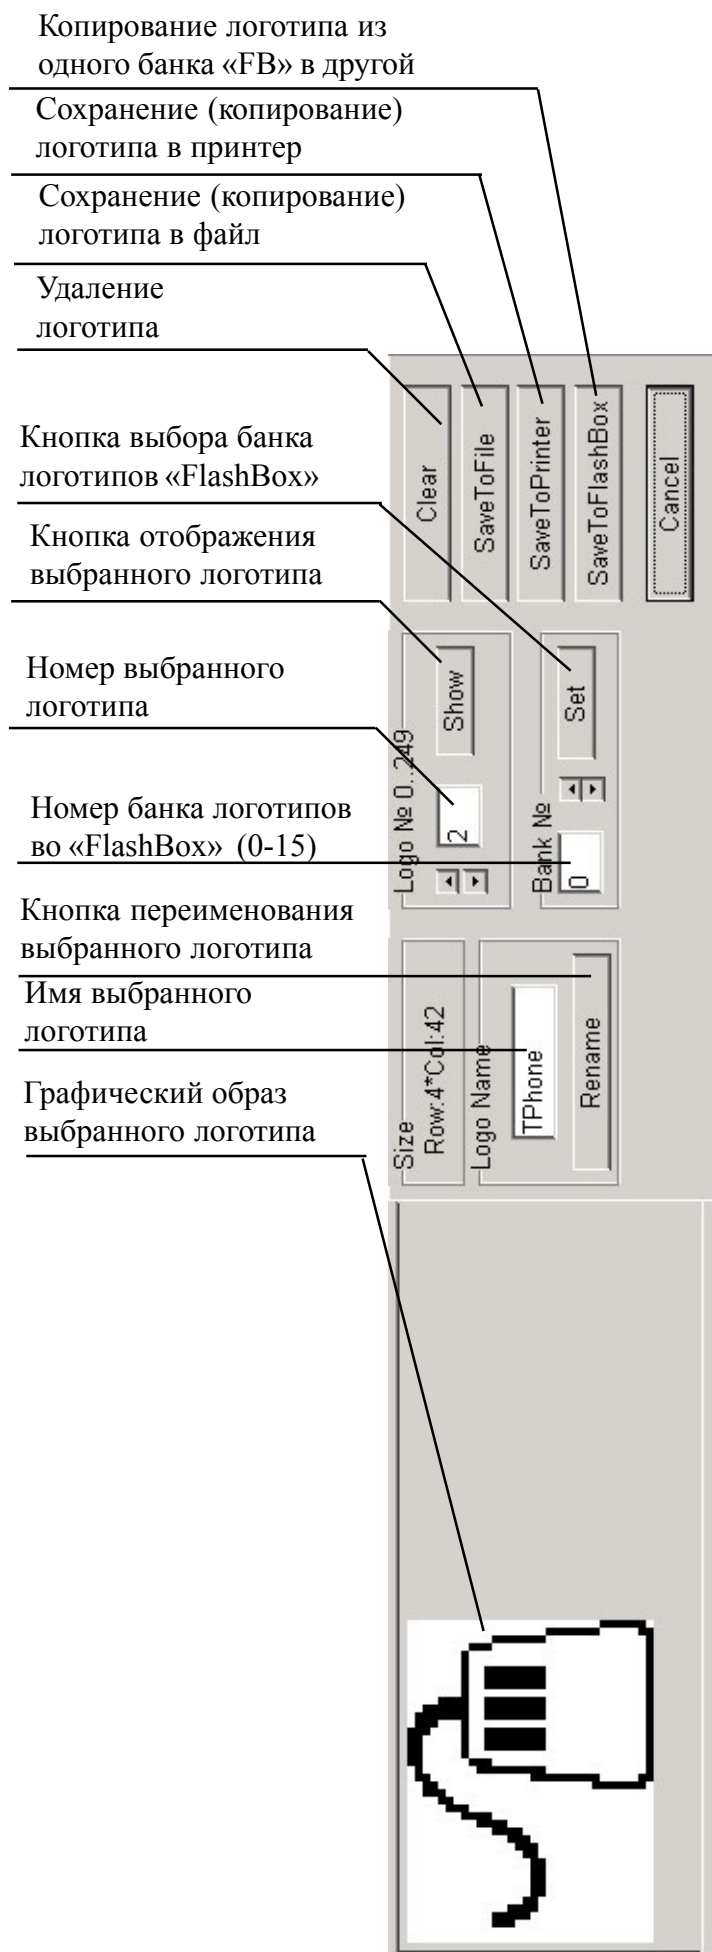 Копирование логотипа из
одного банка «FB» в другой
Сохранение (копирование)
логотипа в принтер
Сохранение (копирование)
логотипа в файл
Удаление
логотипа
Кнопка выбора банка
логотипов «FlashBox»
Кнопка отображения
выбранного логотипа
Номер выбранного
логотипа
Номер банка логотипов
во «FlashBox» (0-15)
Кнопка переименования
выбранного логотипа
Имя выбранного
логотипа
Графический образ
выбранного логотипа
Size
Row:4*Col:42
Logo Name
TPhone
Rename
Logo № 0..249
2
Show
Bank №
0
Set
Clear
SaveToFile
SaveToPrinter
SaveToFlashBox
Cancel